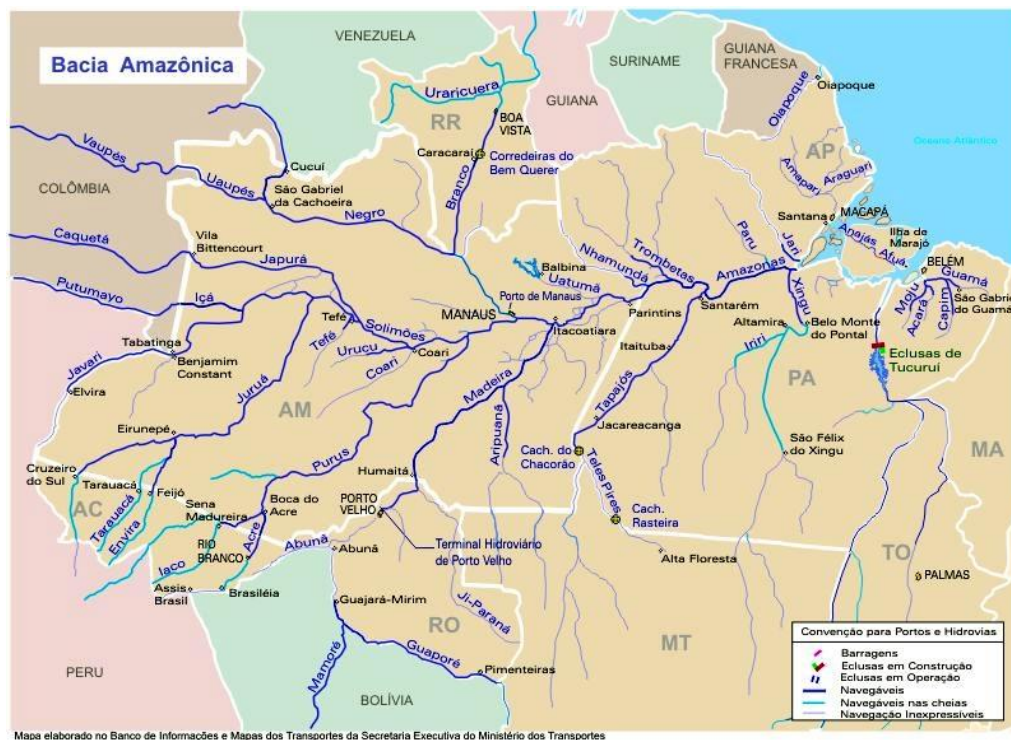 Bacia Amazônica
VENEZUELA
SURINAME
GUIANA
FRANCESA
GUIANA
COLÔMBIA
PERU
BOLÍVIA
Oceano Atlântico
RR
AP
AM
PA
MA
AC
RO
MT
TO
Uraricuera
BOA
VISTA
Caracaraí
Corredeiras do
Bem Querer
Branco
Oiapoque
Oiapoque
Amapari
Araguari
Santana
MACAPÁ
Anajás
Afuá
Ilha de
Marajó
BELÉM
Guamá
São Gabriel
do Guamá
Moju
Acará
Capim
Vaupés
Uaupés
Cucuí
São Gabriel
da Cachoeira
Negro
Caquetá
Vila
Bittencourt
Japurá
Putumayo
Içá
Balbina
Uatumã
Nhamundá
Trombetas
Paru
Jari
Amazonas
Xingu
Porto de Manaus
MANAUS
Itacoatiara
Parintins
Santarém
Altamira
Belo Monte
do Pontal
Eclusas de
Tucuruí
Tefé
Tefé
Solimões
Urucu
Coari
Coari
Tabatinga
Benjamim
Constant
Javari
Elvira
Juruá
Eirunepé
Madeira
Itaituba
Iriri
Tapajós
Jacareacanga
Aripuanã
Cach. do
Chacorão
São Félix
do Xingu
Cruzeiro
do Sul
Tarauacá
Feijó
Tarauacá
Envira
Purus
Humaitá
Sena
Madureira
Boca do
Acre
PORTO
VELHO
Teles Pires
Cach.
Rasteira
RIO
BRANCO
Acre
Iaco
Abunã
Abunã
Terminal Hidroviário
de Porto Velho
Alta Floresta
Assis
Brasil
Brasiléia
Guajará-Mirim
Ji-Paraná
Mamoré
Guaporé
Pimenteiras
PALMAS
Convenção para Portos e Hidrovias
Barragens
Eclusas em Construção
Eclusas em Operação
Navegáveis
Navegáveis nas cheias
Navegação Inexpressíveis
Mapa elaborado no Banco de Informações e Mapas dos Transportes da Secretaria Executiva do Ministério dos Transportes